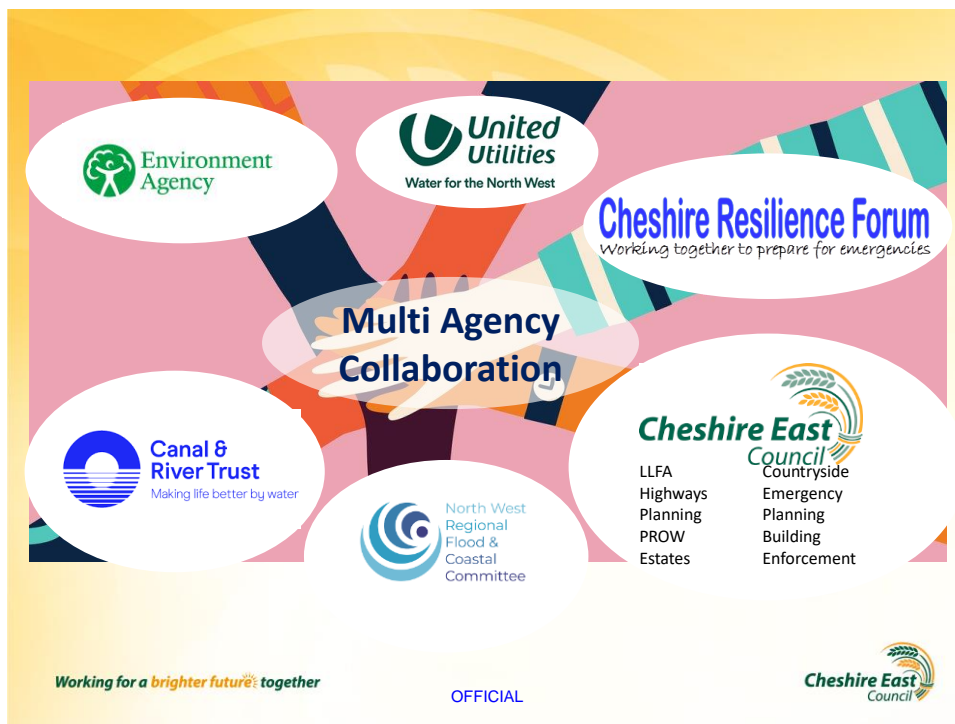 Environment
Agency
United
Utilities
Water for the North West
Cheshire Resilience Forum
Working together to prepare for emergencies
Multi Agency
Collaboration
Canal &
River Trust
Making life better by water
North West
Regional
Flood &
Coastal
Committee
Cheshire East
Council
LLFA
Highways
Planning
PROW
Estates
Countryside
Emergency
Planning
Building
Enforcement
Working for a brighter future together
OFFICIAL
Cheshire East
Council